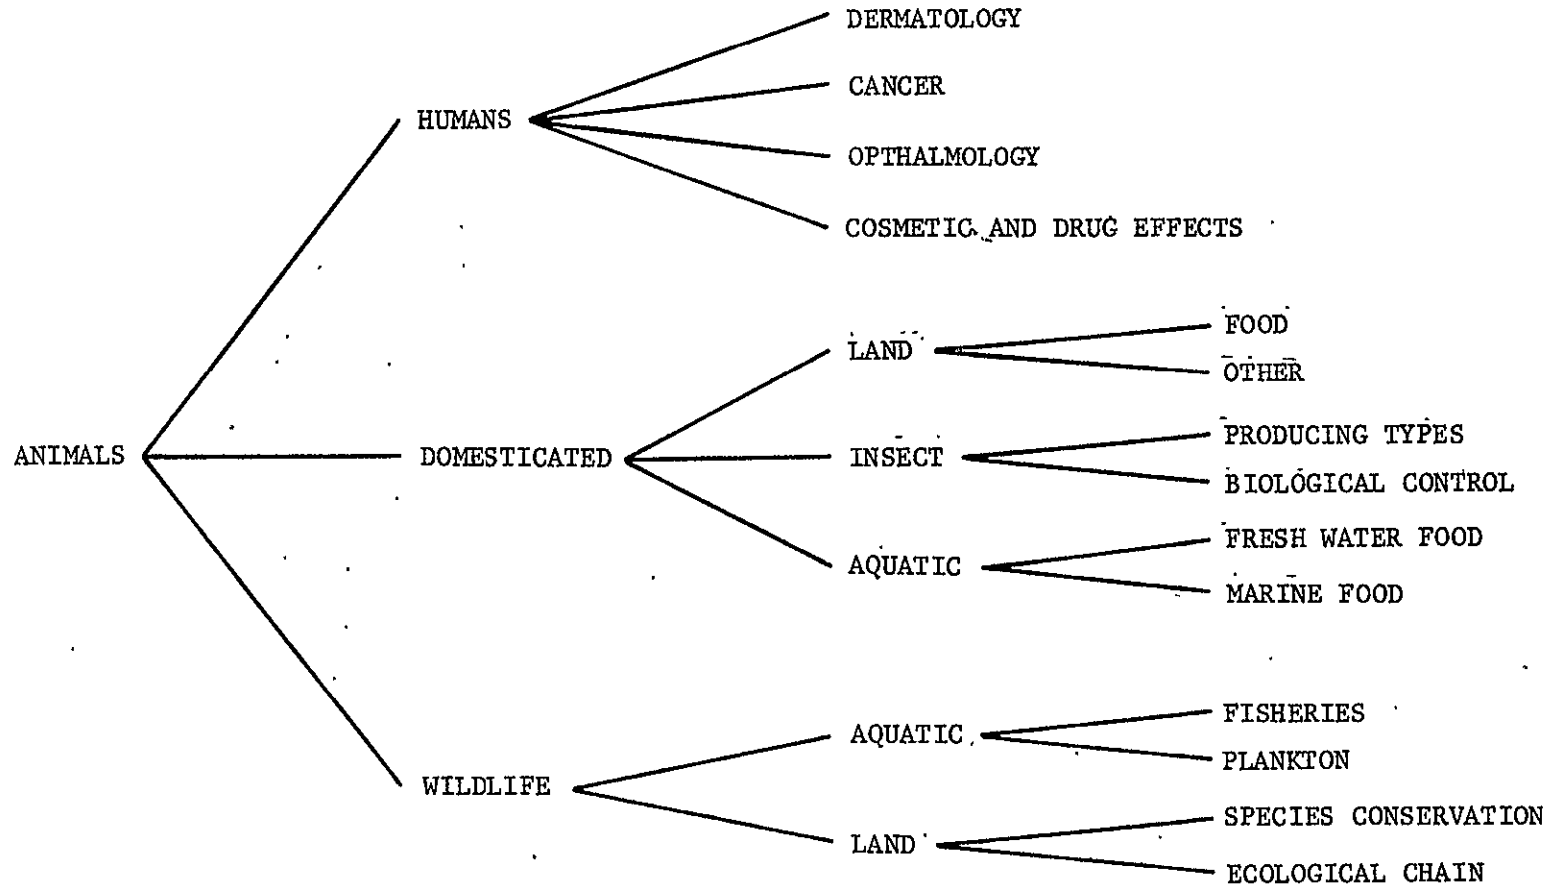 DERMATOLOGY
CANCER
HUMANS
OPTHALMOLOGY
COSMETIC AND DRUG EFFECTS
FOOD
LAND
OTHER
PRODUCING TYPES
ANIMALS
DOMESTICATED
INSECT
BIOLOGICAL CONTROL
FRESH WATER FOOD
AQUATIC
MARINE FOOD
FISHERIES
AQUATIC
PLANKTON
WILDLIFE
SPECIES CONSERVATION
LAND
ECOLOGICAL CHAIN